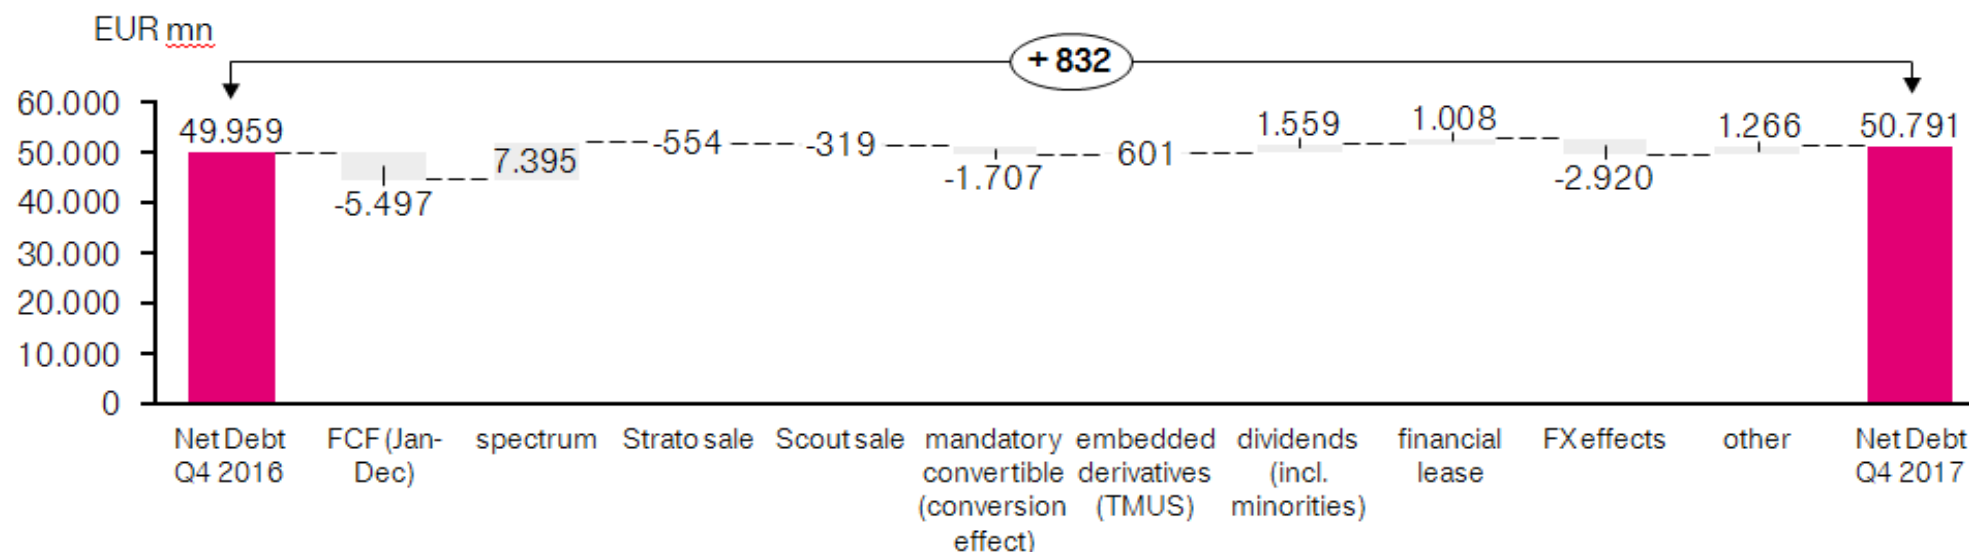 EUR mn
+ 832
60.000
50.000
40.000
30.000
20.000
10.000
0
49.959
-5.497
7.395
-554
-319
-1.707
601
1.559
1.008
-2.920
1.266
50.791
Net Debt
Q4 2016
FCF (Jan-
Dec)
spectrum
Strato sale
Scout sale
mandatory
convertible
(conversion
effect)
embedded
derivatives
(TMUS)
dividends
(incl.
minorities)
financial
lease
FX effects
other
Net Debt
Q4 2017